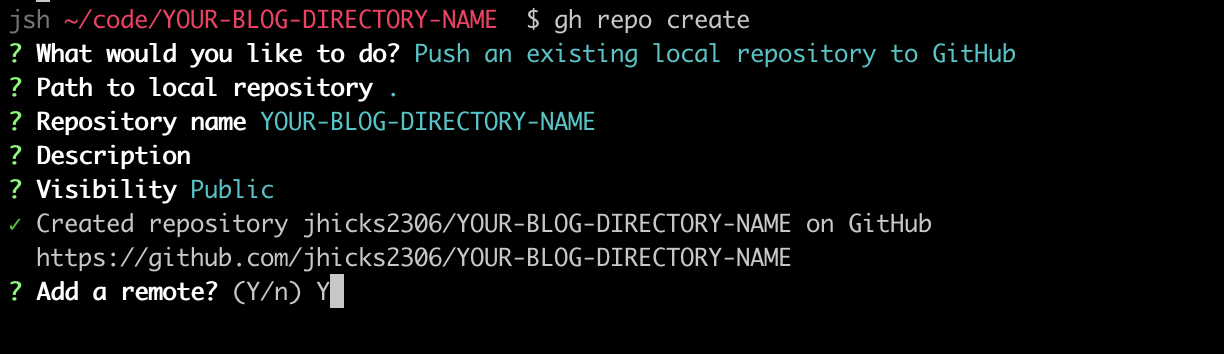 jsh ~/code/YOUR-BLOG-DIRECTORY-NAME $ gh repo create
? What would you like to do? Push an existing local repository to GitHub
? Path to local repository .
? Repository name YOUR-BLOG-DIRECTORY-NAME
? Description
? Visibility Public
✓ Created repository jhicks2306/YOUR-BLOG-DIRECTORY-NAME on GitHub
https://github.com/jhicks2306/YOUR-BLOG-DIRECTORY-NAME
? Add a remote? (Y/n) Y